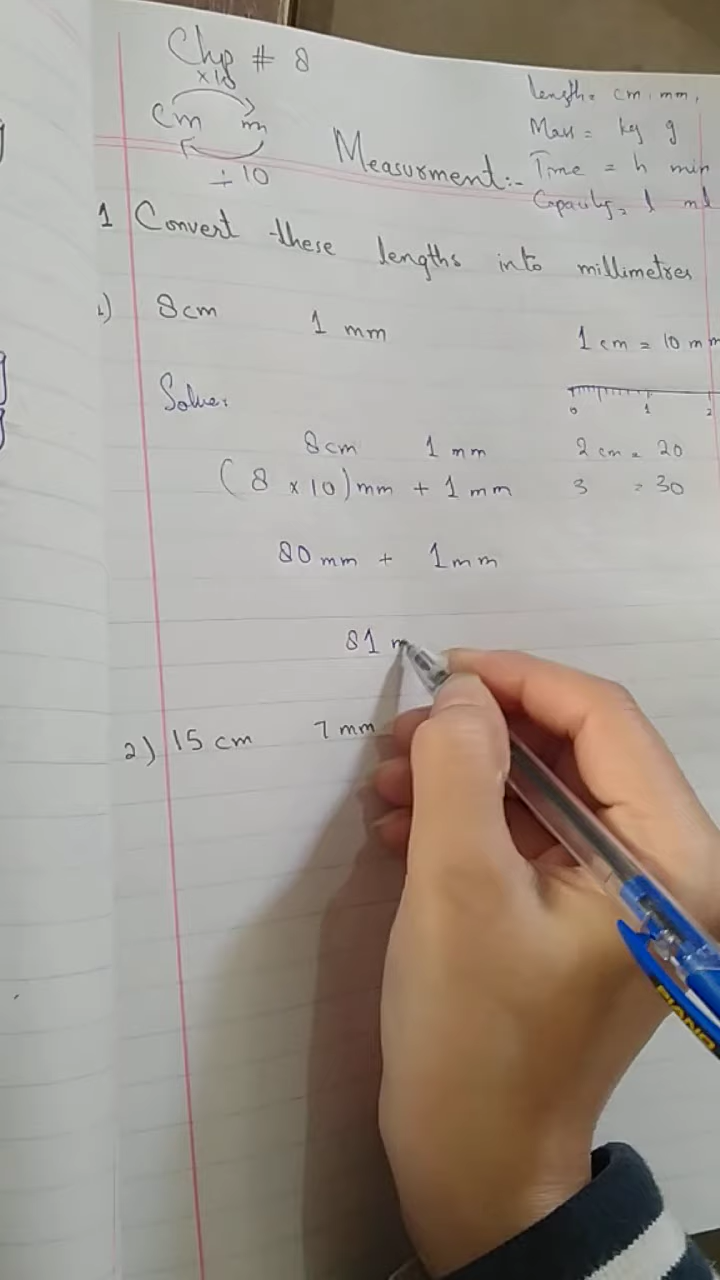 Chp # 8
×10
cm m
÷ 10
Measurment:-
length = cm, mm,
Mass = kg g
Time = h min
Capacity = l ml
1 Convert these lengths into millimetres
8cm 1 mm
1 cm = 10 mm
0 1 2
Solve:
8cm 1 mm
2 cm = 20
(8 × 10) mm + 1 mm
3 = 30
80 mm + 1 mm
81 m
2) 15 cm 7 mm
PIANO